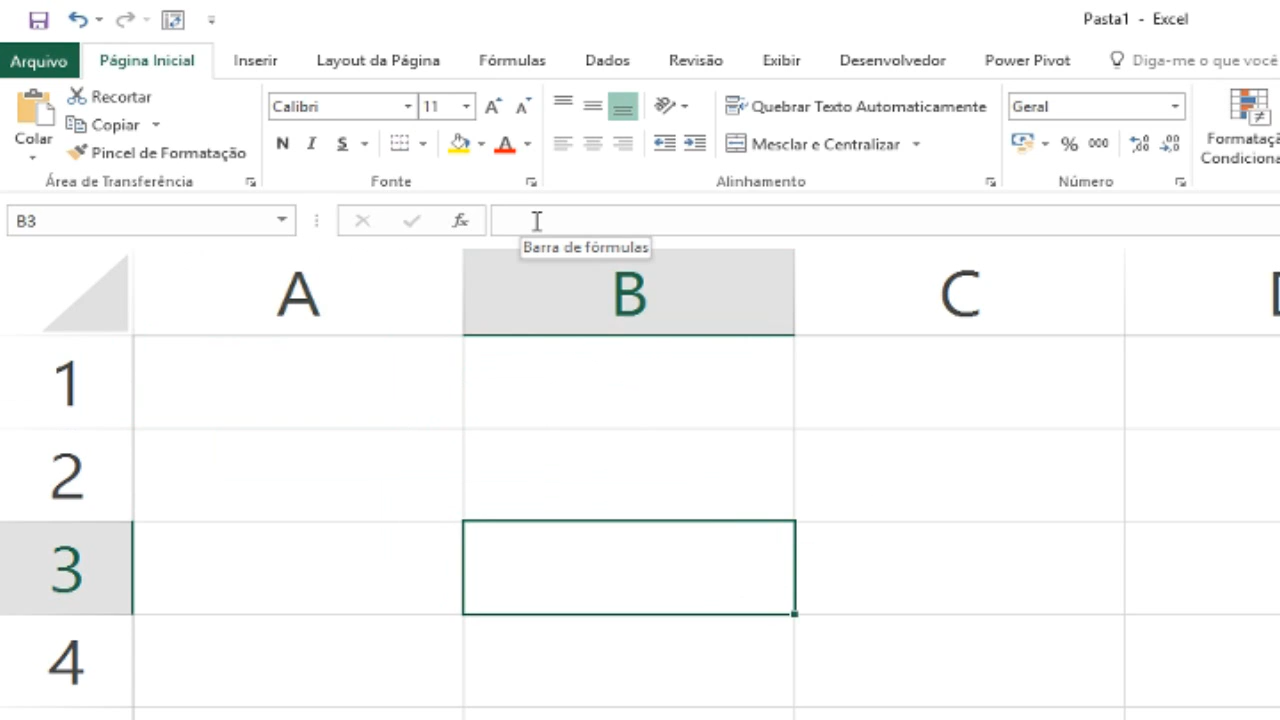 Pasta1 - Excel
Arquivo Página Inicial Inserir Layout da Página Fórmulas Dados Revisão Exibir Desenvolvedor Power Pivot Diga-me o que você
Colar
Recortar
Copiar
Pincel de Formatação
Área de Transferência
Calibri 11
N I S
Fonte
Quebrar Texto Automaticamente
Mesclar e Centralizar
Alinhamento
Geral
% 000
Número
Formataçã
Condiciona
B3
fx
Barra de fórmulas
A B C
1
2
3
4